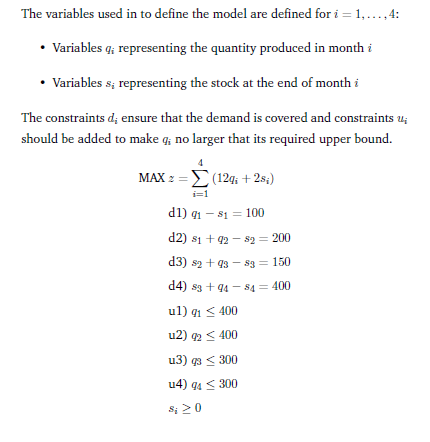 The variables used in to define the model are defined for i = 1, . . . , 4:
• Variables qᵢ representing the quantity produced in month i
• Variables sᵢ representing the stock at the end of month i
The constraints dᵢ ensure that the demand is covered and constraints uᵢ
should be added to make qᵢ no larger that its required upper bound.
MAX z = ∑_{i=1}^{4} (12qᵢ + 2sᵢ)
d1) q₁ − s₁ = 100
d2) s₁ + q₂ − s₂ = 200
d3) s₂ + q₃ − s₃ = 150
d4) s₃ + q₄ − s₄ = 400
u1) q₁ ≤ 400
u2) q₂ ≤ 400
u3) q₃ ≤ 300
u4) q₄ ≤ 300
sᵢ ≥ 0